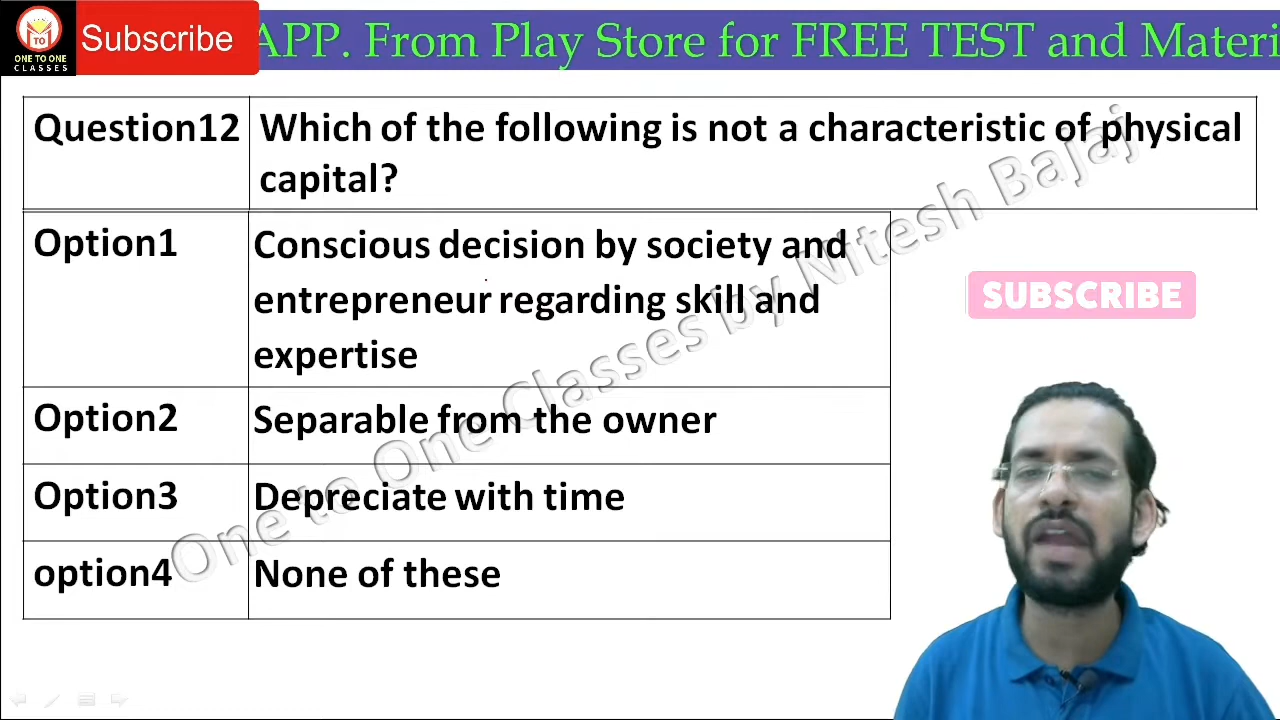 TO
ONE TO ONE
CLASSES
Subscribe
APP. From Play Store for FREE TEST and Materi
Question12
Which of the following is not a characteristic of physical
capital?
Option1
Conscious decision by society and
entrepreneur regarding skill and
expertise
Option2
Separable from the owner
Option3
Depreciate with time
option4
None of these
One to One Classes by Nitesh Bajaj
SUBSCRIBE